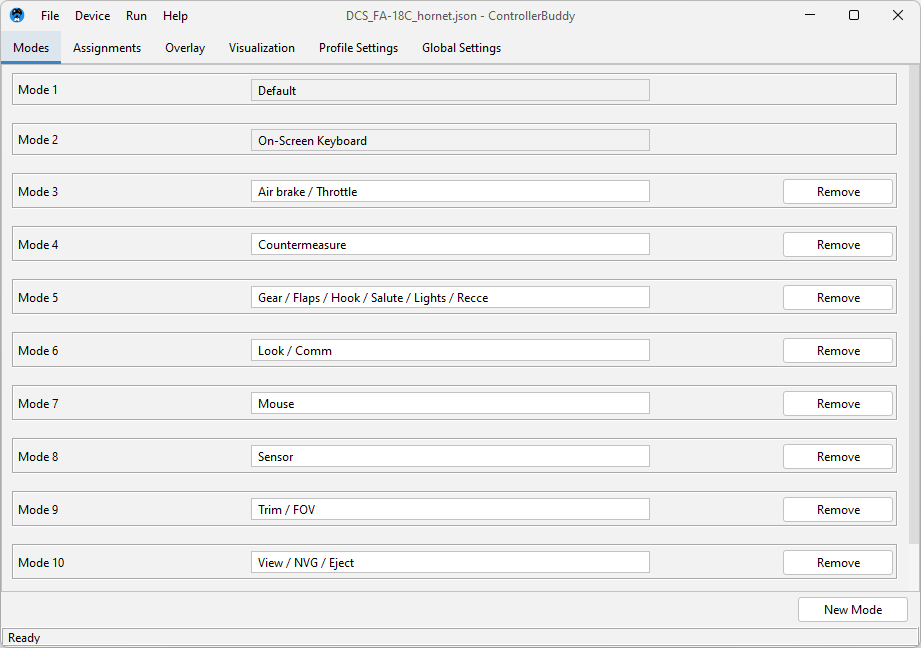 File Device Run Help DCS_FA-18C_hornet.json - ControllerBuddy
Modes Assignments Overlay Visualization Profile Settings Global Settings
Mode 1 Default
Mode 2 On-Screen Keyboard
Mode 3 Air brake / Throttle Remove
Mode 4 Countermeasure Remove
Mode 5 Gear / Flaps / Hook / Salute / Lights / Recce Remove
Mode 6 Look / Comm Remove
Mode 7 Mouse Remove
Mode 8 Sensor Remove
Mode 9 Trim / FOV Remove
Mode 10 View / NVG / Eject Remove
New Mode
Ready